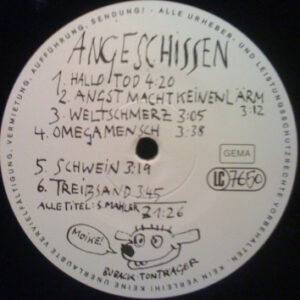 VERMIETUNG, AUFFÜHRUNG, SENDUNG! - ALLE URHEBER- UND LEISTUNGSSCHUTZRECHTE VORBEHALTEN. KEIN VERLEIH! KEINE UNERLAUBTE VERVIELFÄLTIGUNG,
ANGESCHISSEN
1. HALLO TOD 4:20
2. ANGST MACHT KEINEN LÄRM
3:12
3. WELTSCHMERZ 3:05
4. OMEGAMENSCH 3:38
GEMA
5. SCHWEIN 3:19
LC 7650
6. TREIBSAND 3:45
ALLE TITEL: S. MAHLER
21:26
MOIKE!
BUBACK TONTRÄGER